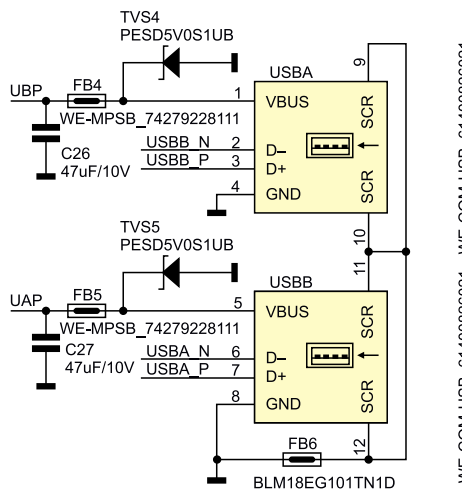 TVS4
PESD5V0S1UB
USBA
9
UBP
FB4
1
VBUS
SCR
WE-MPSB_74279228111
C26
47uF/10V
USBB_N
2
D–
USBB_P
3
D+
4
GND
SCR
10
TVS5
PESD5V0S1UB
11
USBB
UAP
FB5
5
VBUS
SCR
WE-MPSB_74279228111
C27
47uF/10V
USBA_N
6
D–
USBA_P
7
D+
8
GND
SCR
FB6
12
BLM18EG101TN1D